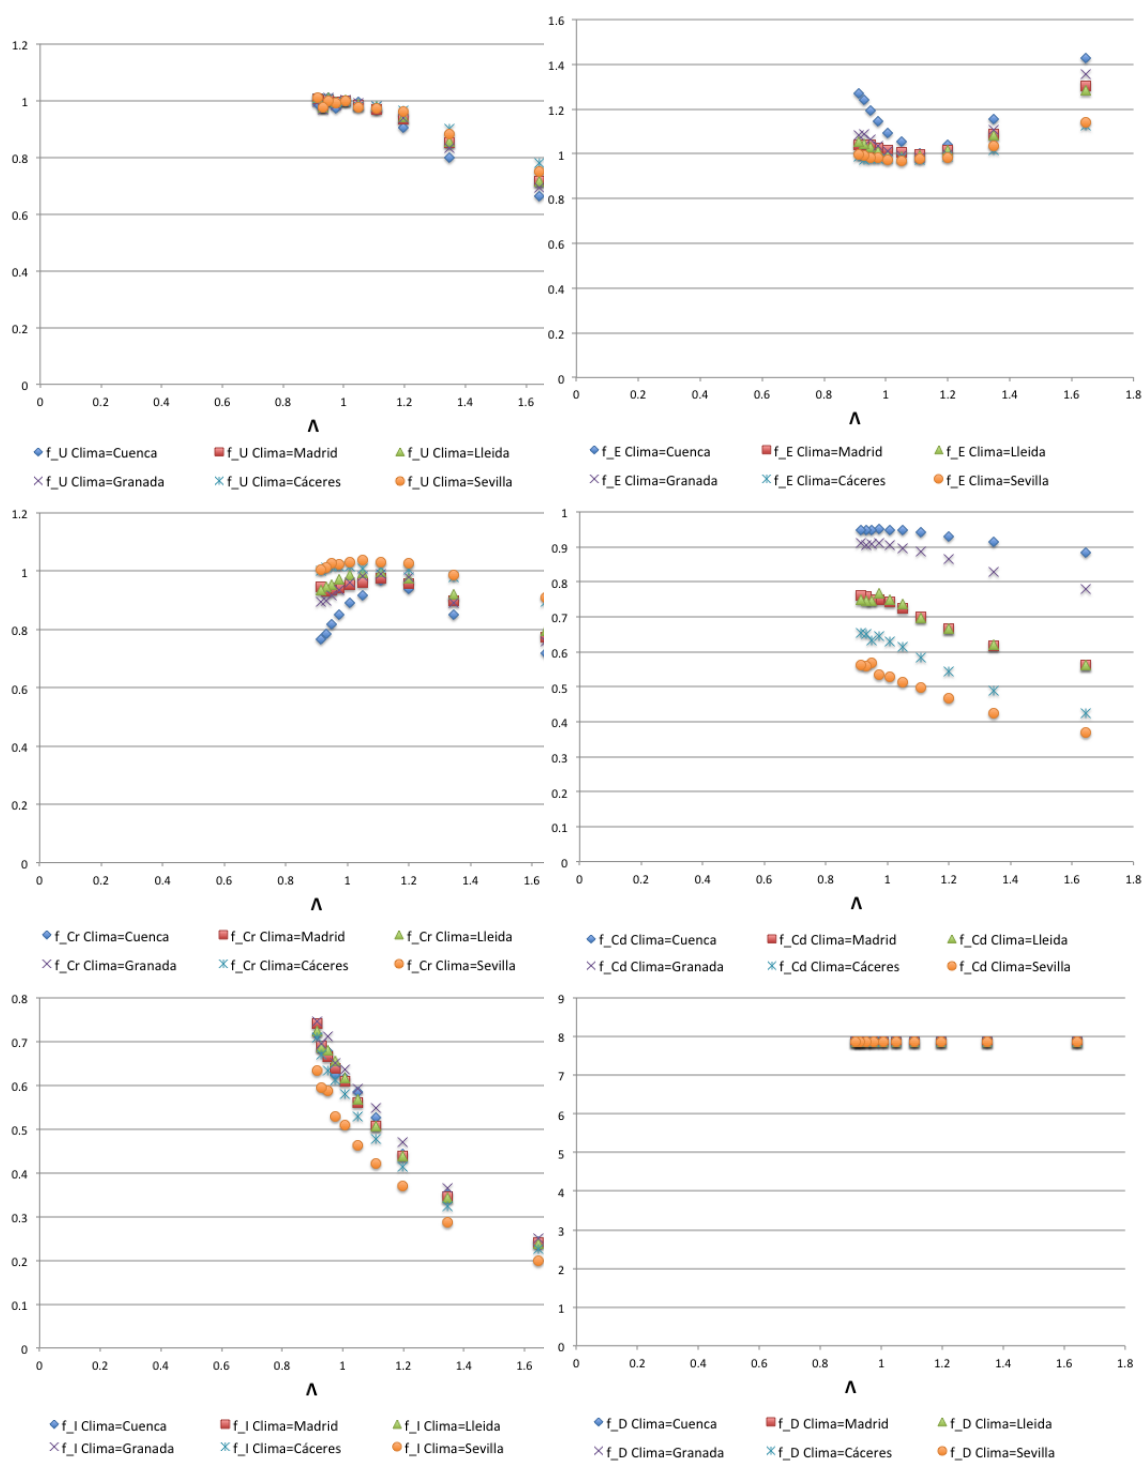 1.2
1
0.8
0.6
0.4
0.2
0
0 0.2 0.4 0.6 0.8 1 1.2 1.4 1.6
Λ
f_U Clima=Cuenca f_U Clima=Madrid f_U Clima=Lleida
f_U Clima=Granada f_U Clima=Cáceres f_U Clima=Sevilla
1.6
1.4
1.2
1
0.8
0.6
0.4
0.2
0
0 0.2 0.4 0.6 0.8 1 1.2 1.4 1.6 1.8
Λ
f_E Clima=Cuenca f_E Clima=Madrid f_E Clima=Lleida
f_E Clima=Granada f_E Clima=Cáceres f_E Clima=Sevilla
1.2
1
0.8
0.6
0.4
0.2
0
0 0.2 0.4 0.6 0.8 1 1.2 1.4 1.6
Λ
f_Cr Clima=Cuenca f_Cr Clima=Madrid f_Cr Clima=Lleida
f_Cr Clima=Granada f_Cr Clima=Cáceres f_Cr Clima=Sevilla
1
0.9
0.8
0.7
0.6
0.5
0.4
0.3
0.2
0.1
0
0 0.2 0.4 0.6 0.8 1 1.2 1.4 1.6 1.8
Λ
f_Cd Clima=Cuenca f_Cd Clima=Madrid f_Cd Clima=Lleida
f_Cd Clima=Granada f_Cd Clima=Cáceres f_Cd Clima=Sevilla
0.8
0.7
0.6
0.5
0.4
0.3
0.2
0.1
0
0 0.2 0.4 0.6 0.8 1 1.2 1.4 1.6
Λ
f_I Clima=Cuenca f_I Clima=Madrid f_I Clima=Lleida
f_I Clima=Granada f_I Clima=Cáceres f_I Clima=Sevilla
9
8
7
6
5
4
3
2
1
0
0 0.2 0.4 0.6 0.8 1 1.2 1.4 1.6 1.8
Λ
f_D Clima=Cuenca f_D Clima=Madrid f_D Clima=Lleida
f_D Clima=Granada f_D Clima=Cáceres f_D Clima=Sevilla